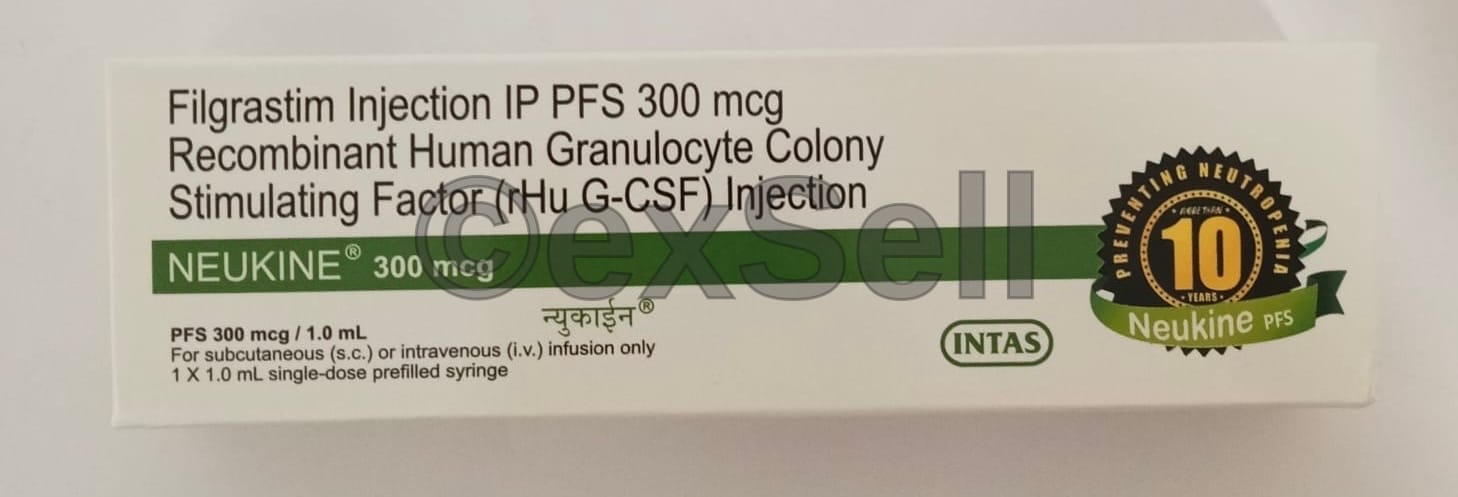 Filgrastim Injection IP PFS 300 mcg
Recombinant Human Granulocyte Colony
Stimulating Factor (rHu G-CSF) Injection
NEUKINE® 300 mcg
न्युकाईन®
PFS 300 mcg / 1.0 mL
For subcutaneous (s.c.) or intravenous (i.v.) infusion only
1 X 1.0 mL single-dose prefilled syringe
INTAS
PREVENTING NEUTROPENIA
MORE THAN
10
YEARS
Neukine PFS
©exSell